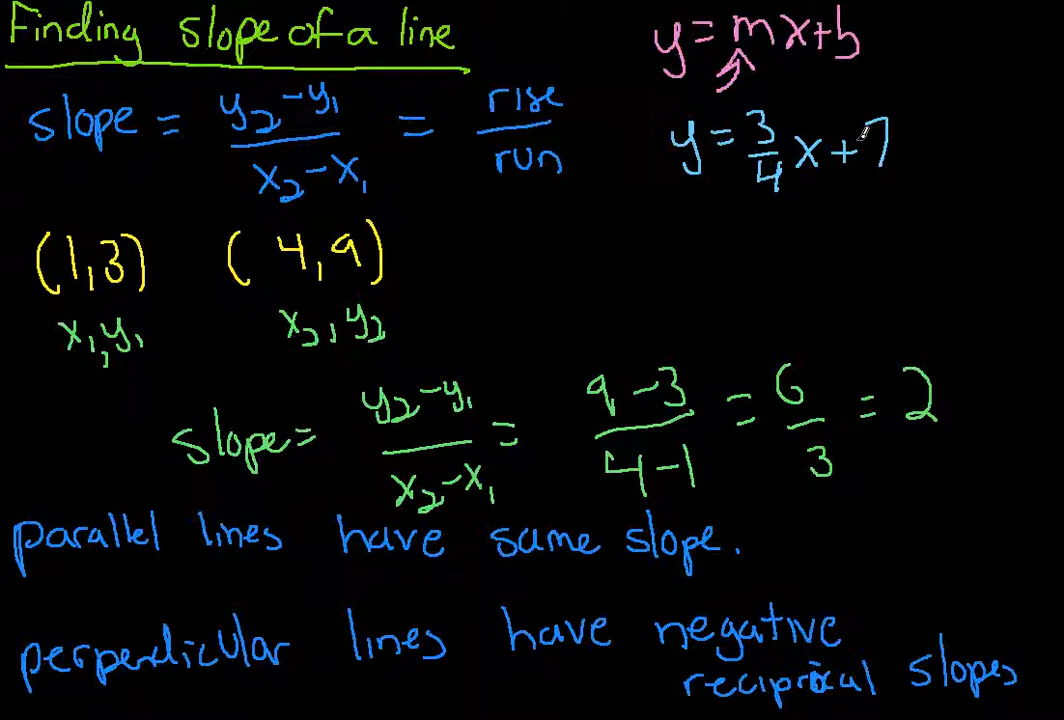 Finding slope of a line
y = mx+b
slope = y₂-y₁/x₂-x₁ = rise/run
y = 3/4 x + 7
(1,3) (4,9)
x₁,y₁ x₂,y₂
slope = y₂-y₁/x₂-x₁ = 9-3/4-1 = 6/3 = 2
parallel lines have same slope.
perpendicular lines have negative
reciprocal slopes